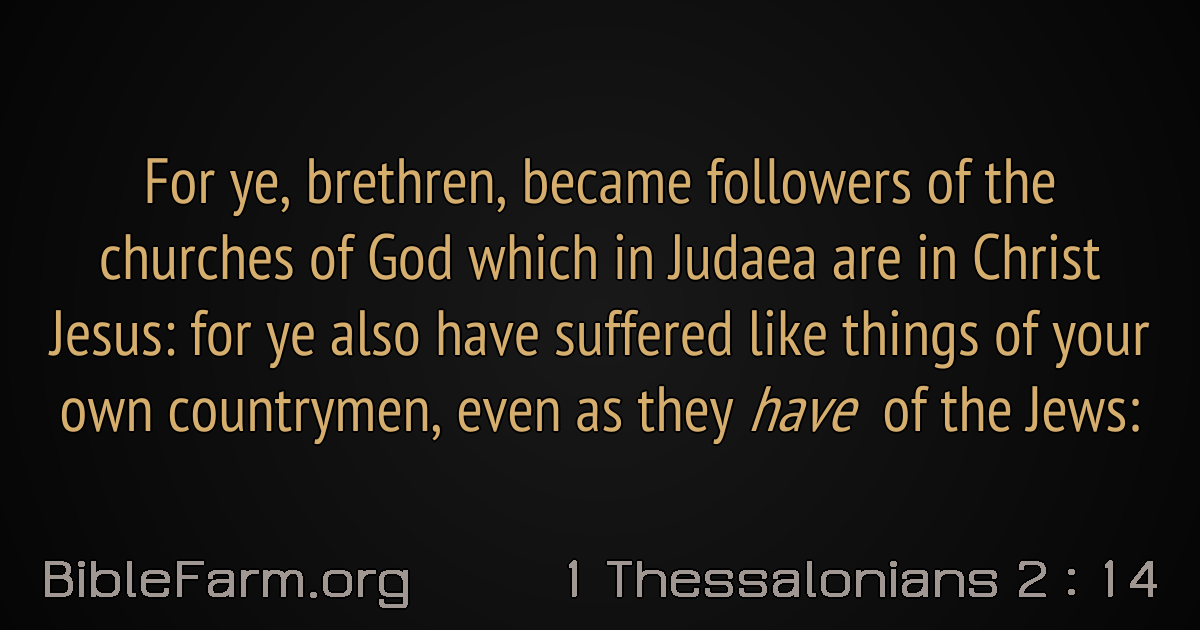 For ye, brethren, became followers of the
churches of God which in Judaea are in Christ
Jesus: for ye also have suffered like things of your
own countrymen, even as they have of the Jews:
BibleFarm.org
1 Thessalonians 2 : 14